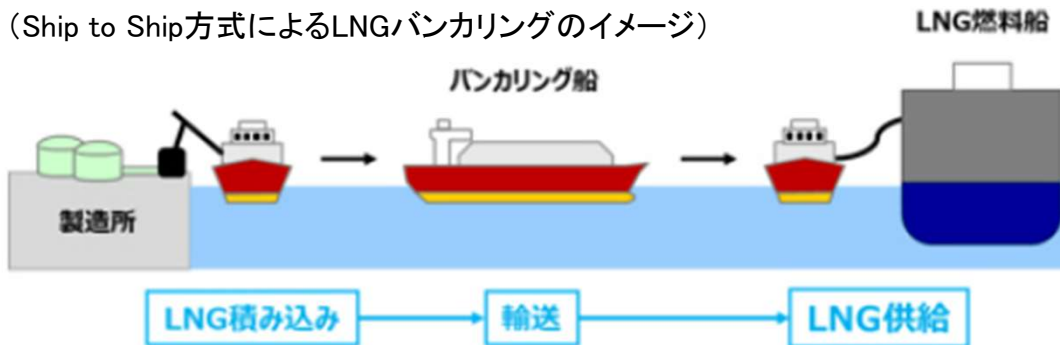 (Ship to Ship方式によるLNGバンカリングのイメージ)
LNG燃料船
バンカリング船
製造所
LNG積み込み
輸送
LNG供給